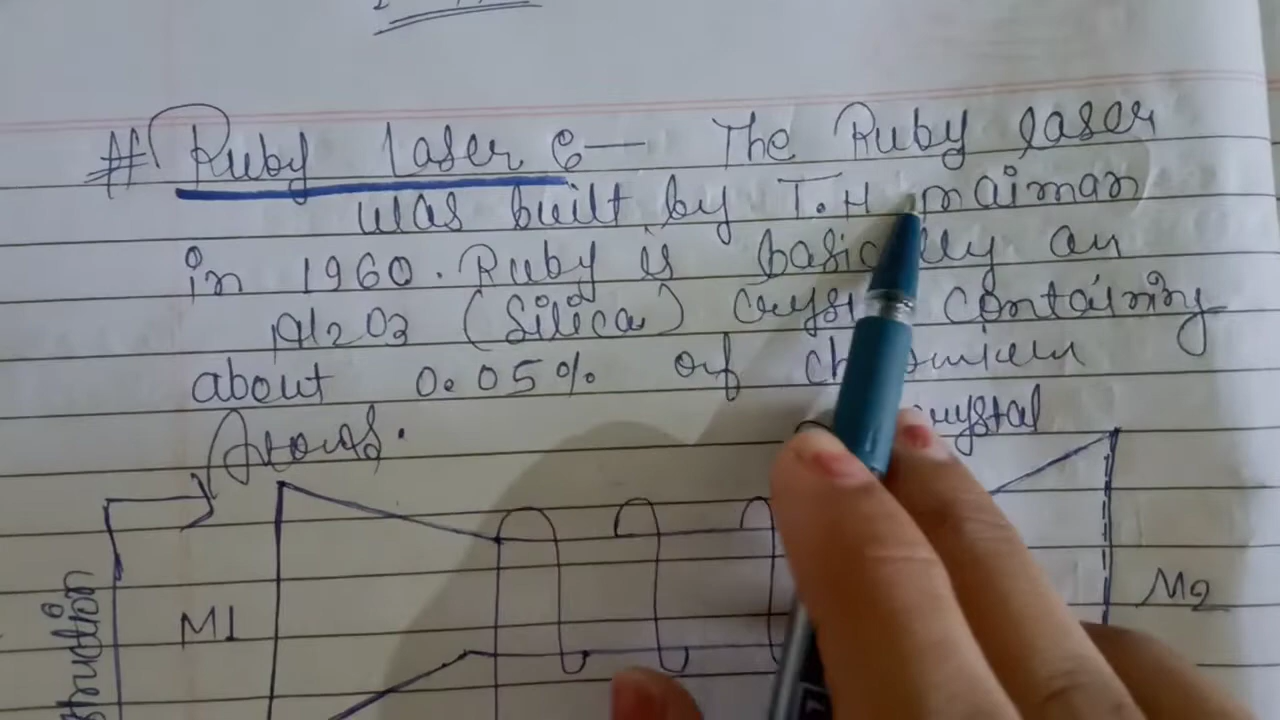 # Ruby laser :— The Ruby laser
was built by T.H maiman
in 1960. Ruby is basically an
Al2O3 (Silica) crystal containing
about 0.05% of chromium
Atoms.
crystal
M1
M2